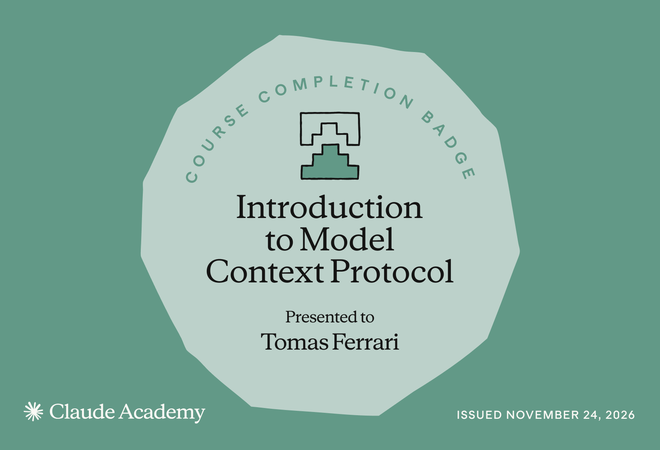 COURSE COMPLETION BADGE
Introduction
to Model
Context Protocol
Presented to
Tomas Ferrari
Claude Academy
ISSUED NOVEMBER 24, 2026